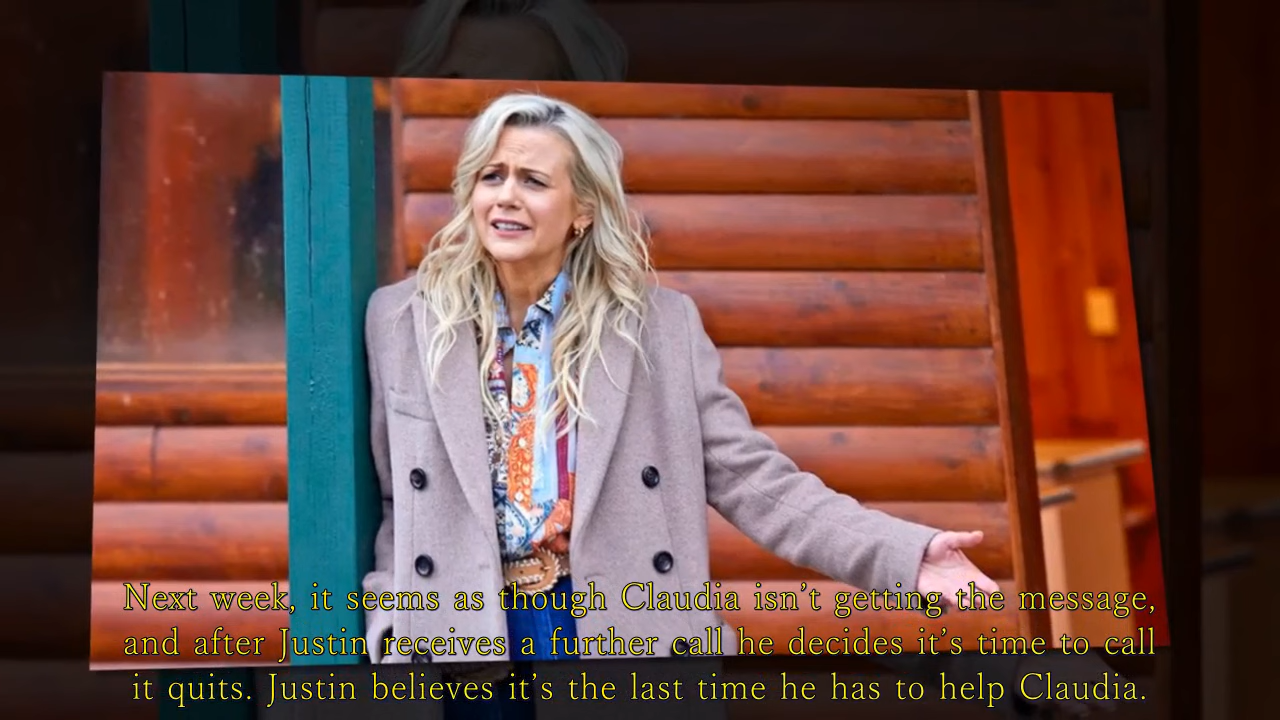 Next week, it seems as though Claudia isn’t getting the message,
and after Justin receives a further call he decides it’s time to call
it quits. Justin believes it’s the last time he has to help Claudia.